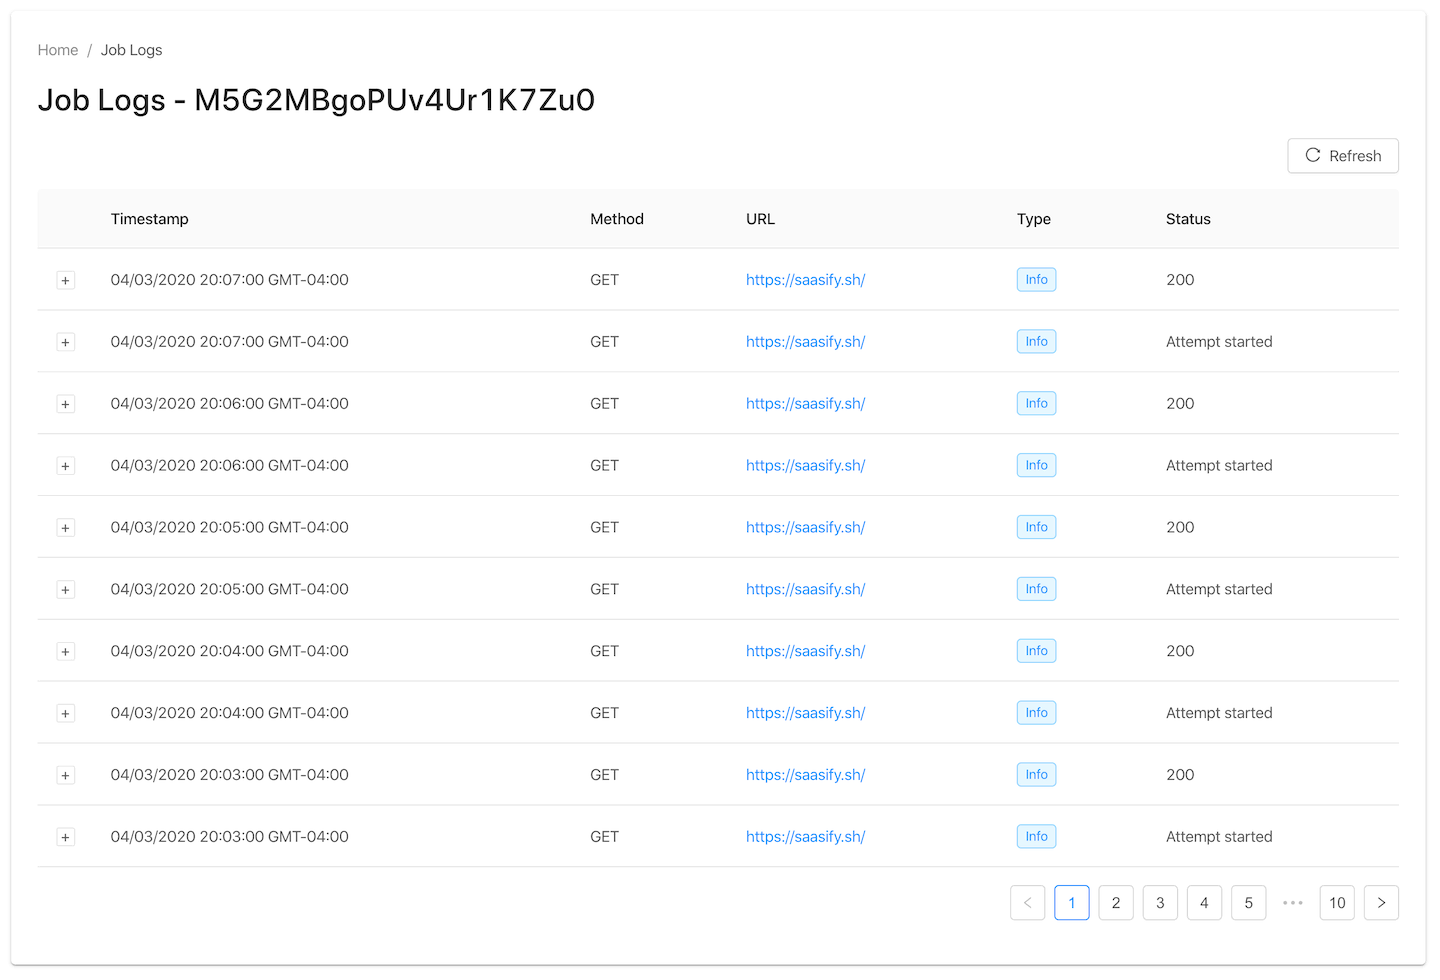 Home / Job Logs
Job Logs - M5G2MBgoPUv4Ur1K7Zu0
Refresh
Timestamp Method URL Type Status
+ 04/03/2020 20:07:00 GMT-04:00 GET https://saasify.sh/ Info 200
+ 04/03/2020 20:07:00 GMT-04:00 GET https://saasify.sh/ Info Attempt started
+ 04/03/2020 20:06:00 GMT-04:00 GET https://saasify.sh/ Info 200
+ 04/03/2020 20:06:00 GMT-04:00 GET https://saasify.sh/ Info Attempt started
+ 04/03/2020 20:05:00 GMT-04:00 GET https://saasify.sh/ Info 200
+ 04/03/2020 20:05:00 GMT-04:00 GET https://saasify.sh/ Info Attempt started
+ 04/03/2020 20:04:00 GMT-04:00 GET https://saasify.sh/ Info 200
+ 04/03/2020 20:04:00 GMT-04:00 GET https://saasify.sh/ Info Attempt started
+ 04/03/2020 20:03:00 GMT-04:00 GET https://saasify.sh/ Info 200
+ 04/03/2020 20:03:00 GMT-04:00 GET https://saasify.sh/ Info Attempt started
< 1 2 3 4 5 ••• 10 >